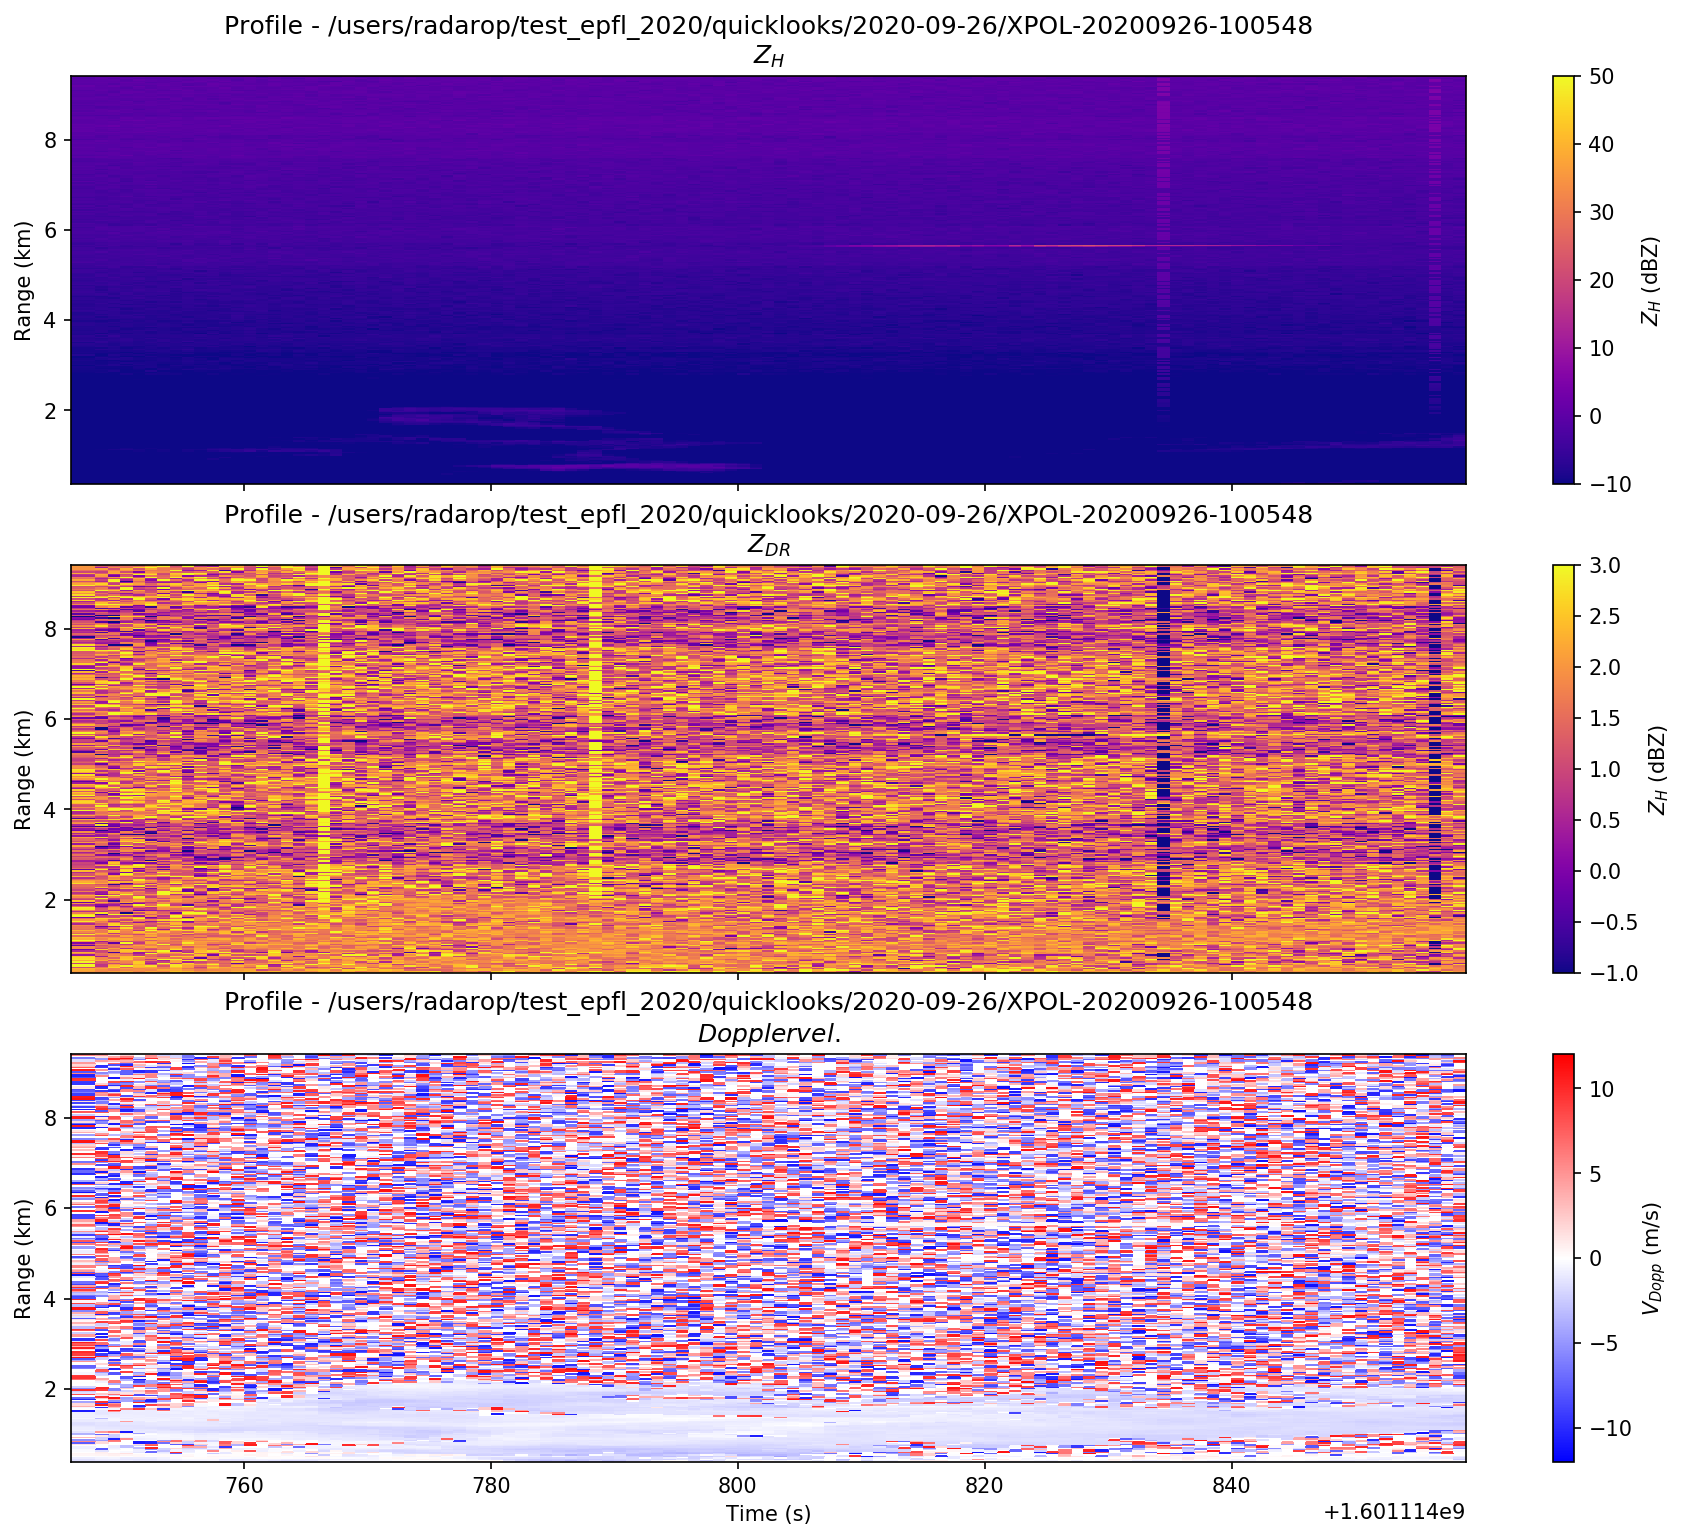 Profile - /users/radarop/test_epfl_2020/quicklooks/2020-09-26/XPOL-20200926-100548
Z_H
Range (km)
8
6
4
2
50
40
30
20
10
0
−10
Z_H (dBZ)
Profile - /users/radarop/test_epfl_2020/quicklooks/2020-09-26/XPOL-20200926-100548
Z_DR
Range (km)
8
6
4
2
3.0
2.5
2.0
1.5
1.0
0.5
0.0
−0.5
−1.0
Z_H (dBZ)
Profile - /users/radarop/test_epfl_2020/quicklooks/2020-09-26/XPOL-20200926-100548
Dopplervel.
Range (km)
8
6
4
2
10
5
0
−5
−10
V_Dopp (m/s)
760 780 800 820 840
Time (s)
+1.601114e9